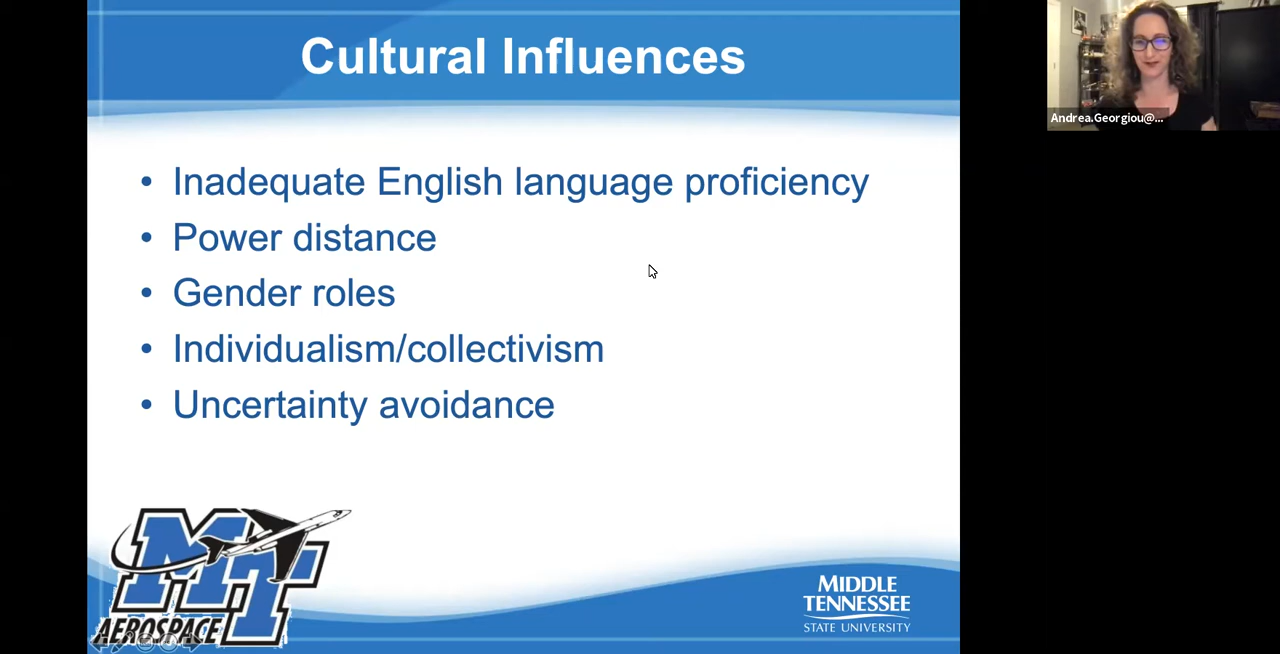 Cultural Influences
Andrea.Georgiou@...
• Inadequate English language proficiency
• Power distance
• Gender roles
• Individualism/collectivism
• Uncertainty avoidance
MT
AEROSPACE
MIDDLE
TENNESSEE
STATE UNIVERSITY